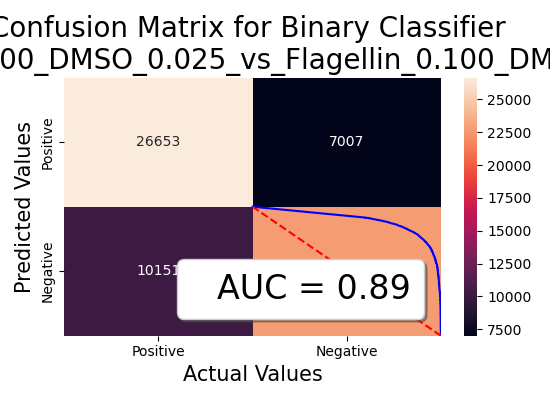 Confusion Matrix for Binary Classifier
00_DMSO_0.025_vs_Flagellin_0.100_DM
Predicted Values
Positive
Negative
26653
7007
10151
AUC = 0.89
Positive
Negative
Actual Values
25000
22500
20000
17500
15000
12500
10000
7500